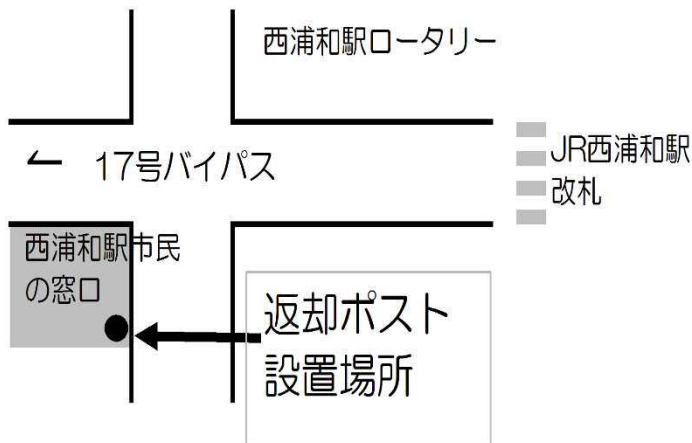 西浦和駅ロータリー
17号バイパス
JR西浦和駅
改札
西浦和駅市民
の窓口
返却ポスト
設置場所